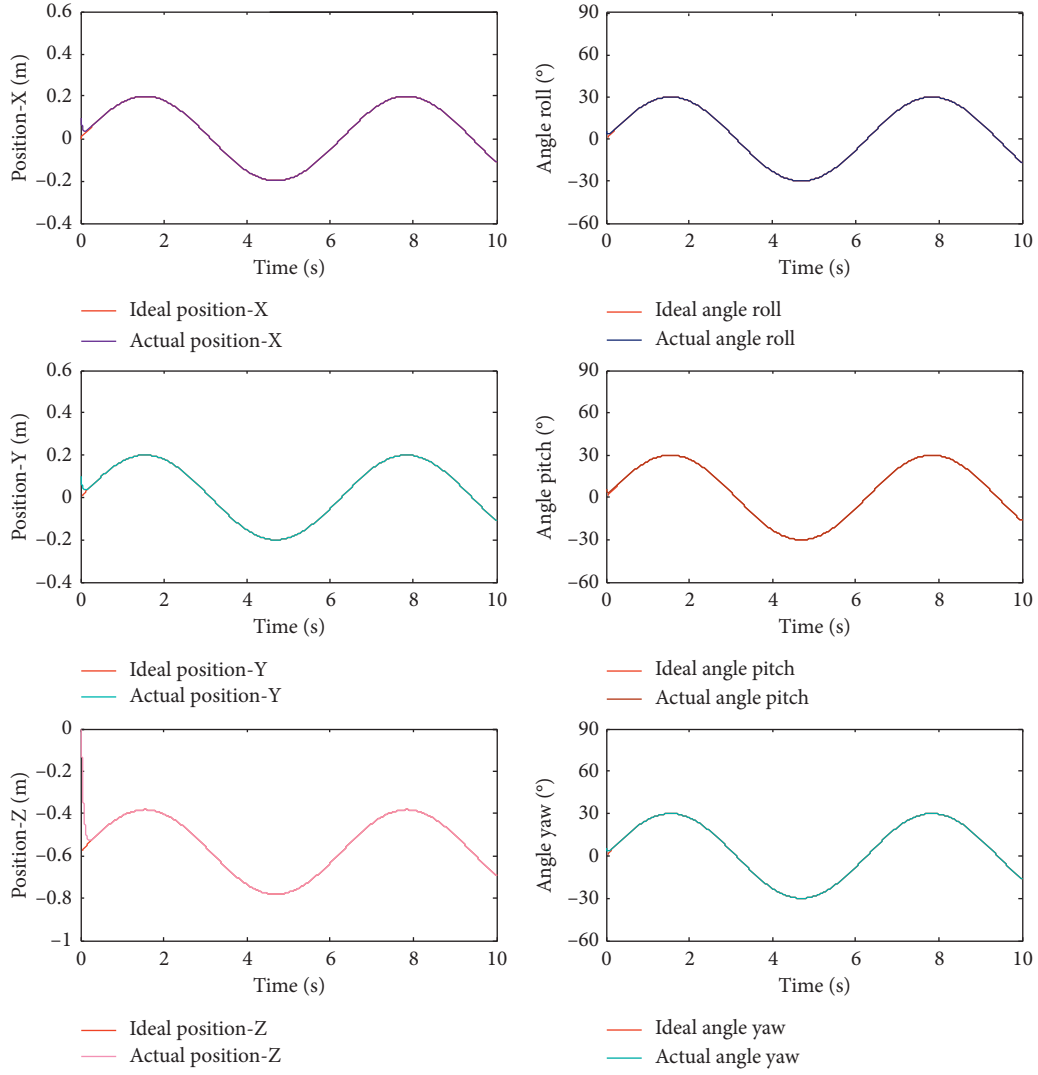 0.6
0.4
0.2
0
–0.2
–0.4
Position-X (m)
0 2 4 6 8 10
Time (s)
Ideal position-X
Actual position-X
90
60
30
0
–30
–60
Angle roll (°)
0 2 4 6 8 10
Time (s)
Ideal angle roll
Actual angle roll
0.6
0.4
0.2
0
–0.2
–0.4
Position-Y (m)
0 2 4 6 8 10
Time (s)
Ideal position-Y
Actual position-Y
90
60
30
0
–30
–60
Angle pitch (°)
0 2 4 6 8 10
Time (s)
Ideal angle pitch
Actual angle pitch
0
–0.2
–0.4
–0.6
–0.8
–1
Position-Z (m)
0 2 4 6 8 10
Time (s)
Ideal position-Z
Actual position-Z
90
60
30
0
–30
–60
Angle yaw (°)
0 2 4 6 8 10
Time (s)
Ideal angle yaw
Actual angle yaw